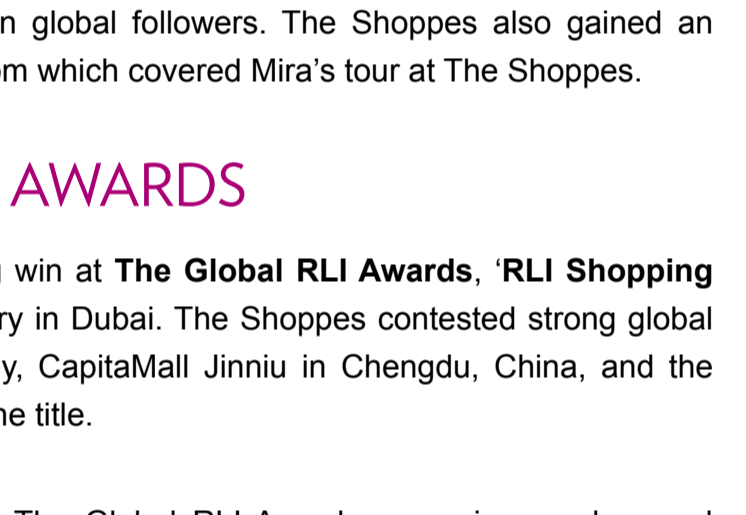 n global followers. The Shoppes also gained an
om which covered Mira’s tour at The Shoppes.
AWARDS
win at The Global RLI Awards, ‘RLI Shopping
ry in Dubai. The Shoppes contested strong global
y, CapitaMall Jinniu in Chengdu, China, and the
he title.